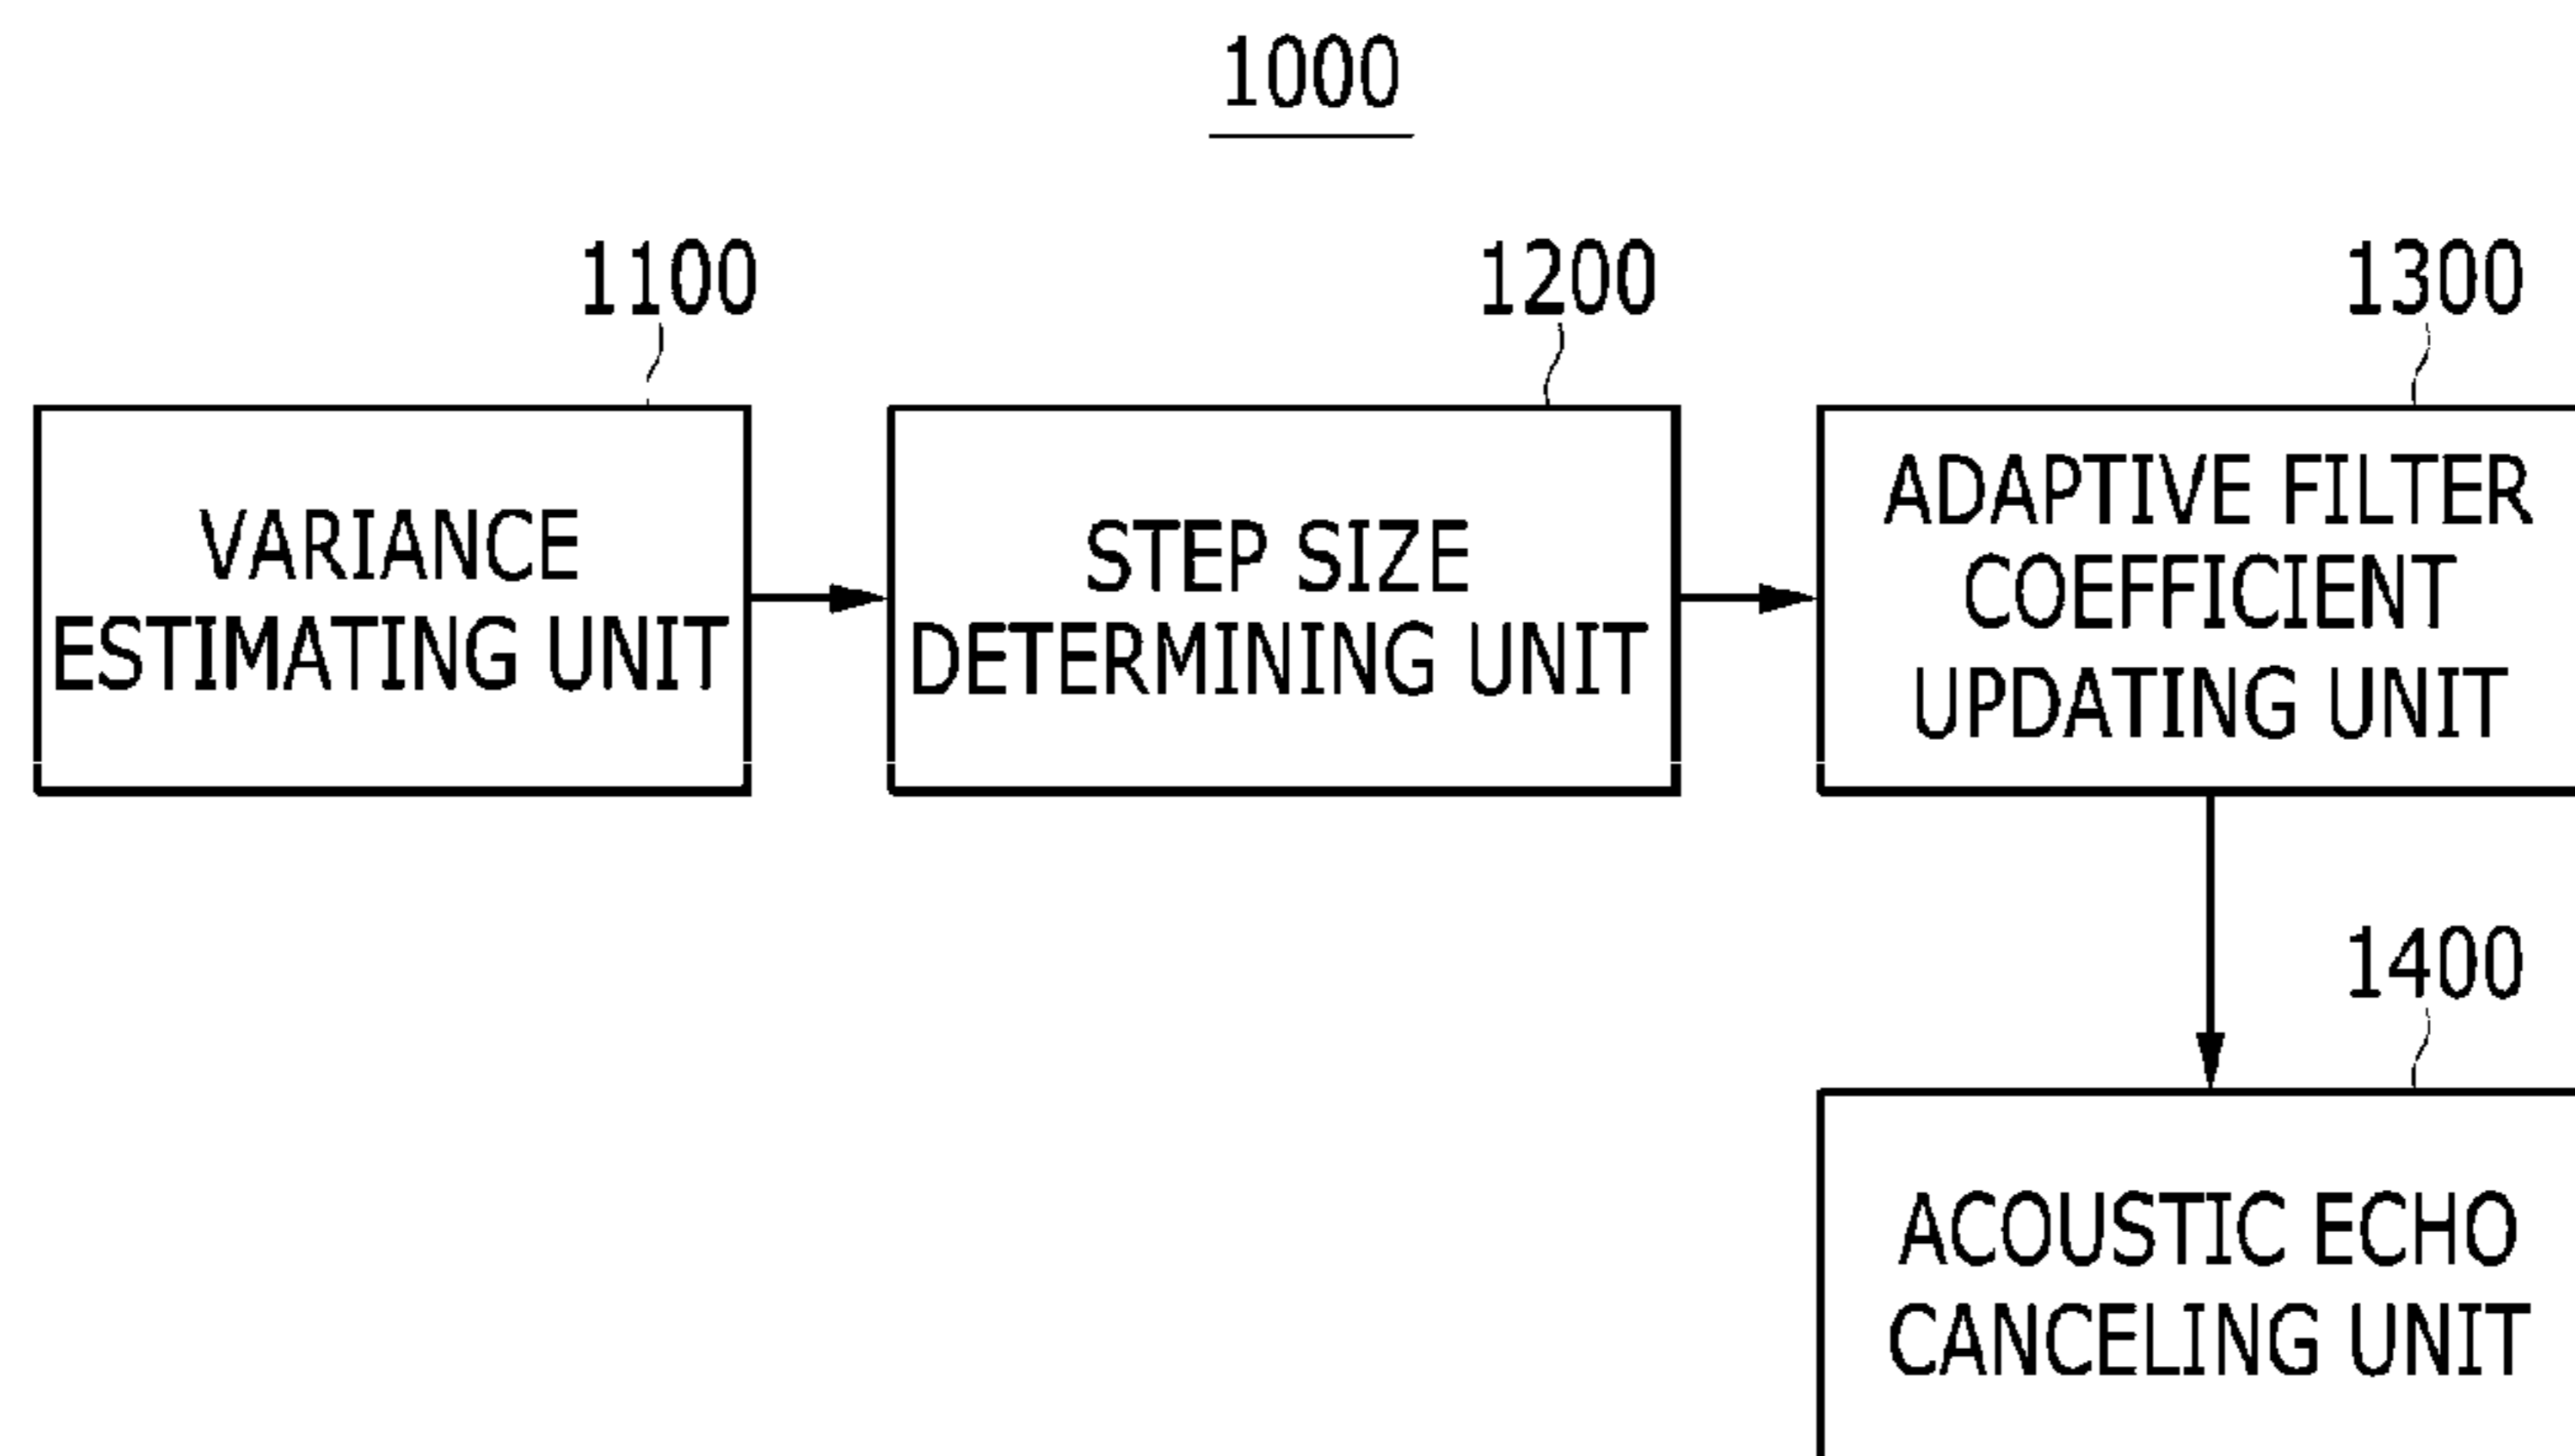 1000
1100
1200
1300
VARIANCE
ESTIMATING UNIT
STEP SIZE
DETERMINING UNIT
ADAPTIVE FILTER
COEFFICIENT
UPDATING UNIT
1400
ACOUSTIC ECHO
CANCELING UNIT